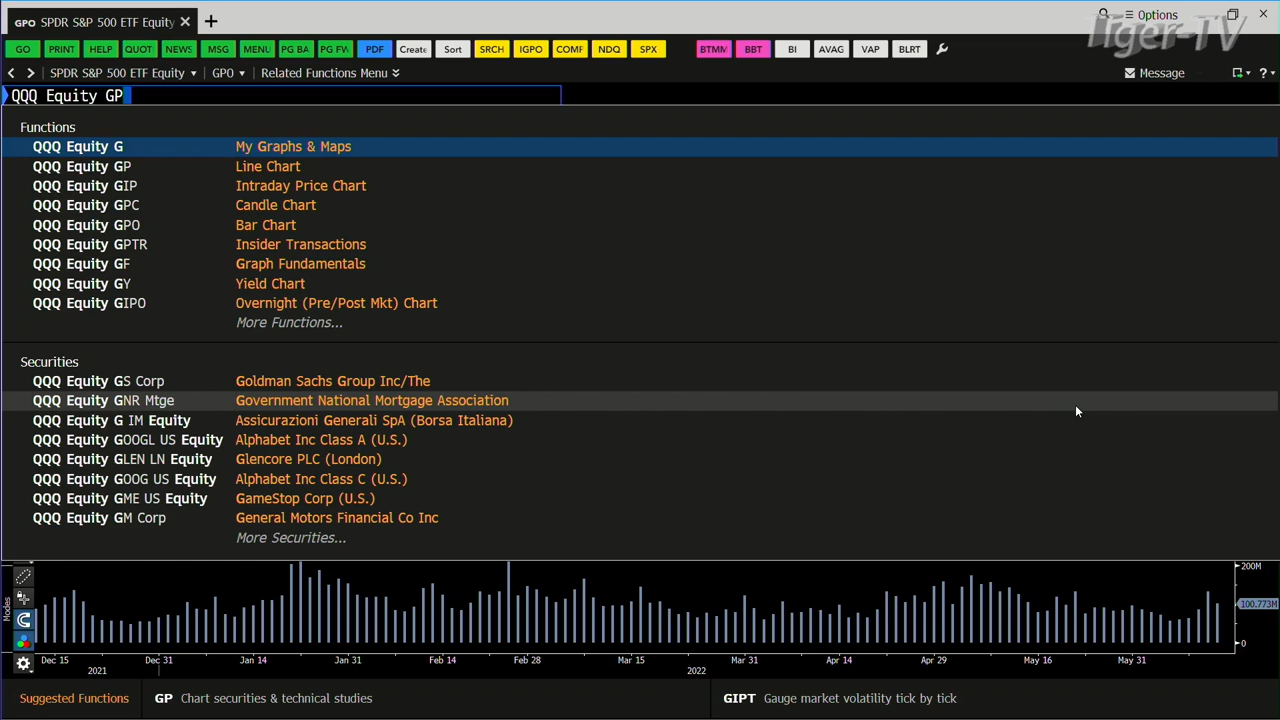 GPO SPDR S&P 500 ETF Equity
Options
Tiger-TV
GO PRINT HELP QUOT NEWS MSG MENU PG BA PG FW PDF Create Sort SRCH IGPO COMF NDQ SPX BTMM BBT BI AVAG VAP BLRT
SPDR S&P 500 ETF Equity GPO Related Functions Menu Message ?
QQQ Equity GP
Functions
QQQ Equity G My Graphs & Maps
QQQ Equity GP Line Chart
QQQ Equity GIP Intraday Price Chart
QQQ Equity GPC Candle Chart
QQQ Equity GPO Bar Chart
QQQ Equity GPTR Insider Transactions
QQQ Equity GF Graph Fundamentals
QQQ Equity GY Yield Chart
QQQ Equity GIPO Overnight (Pre/Post Mkt) Chart
More Functions...
Securities
QQQ Equity GS Corp Goldman Sachs Group Inc/The
QQQ Equity GNR Mtge Government National Mortgage Association
QQQ Equity G IM Equity Assicurazioni Generali SpA (Borsa Italiana)
QQQ Equity GOOGL US Equity Alphabet Inc Class A (U.S.)
QQQ Equity GLEN LN Equity Glencore PLC (London)
QQQ Equity GOOG US Equity Alphabet Inc Class C (U.S.)
QQQ Equity GME US Equity GameStop Corp (U.S.)
QQQ Equity GM Corp General Motors Financial Co Inc
More Securities...
200M
Modes
100.773M
0
Dec 15 Dec 31 Jan 14 Jan 31 Feb 14 Feb 28 Mar 15 Mar 31 Apr 14 Apr 29 May 16 May 31
2021 2022
Suggested Functions GP Chart securities & technical studies GIPT Gauge market volatility tick by tick